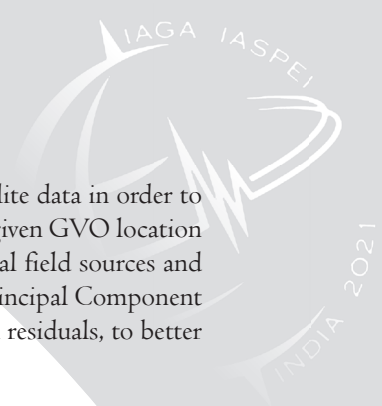 IAGA IASPEI
INDIA 2021
lite data in order to
given GVO location
al field sources and
incipal Component
residuals, to better